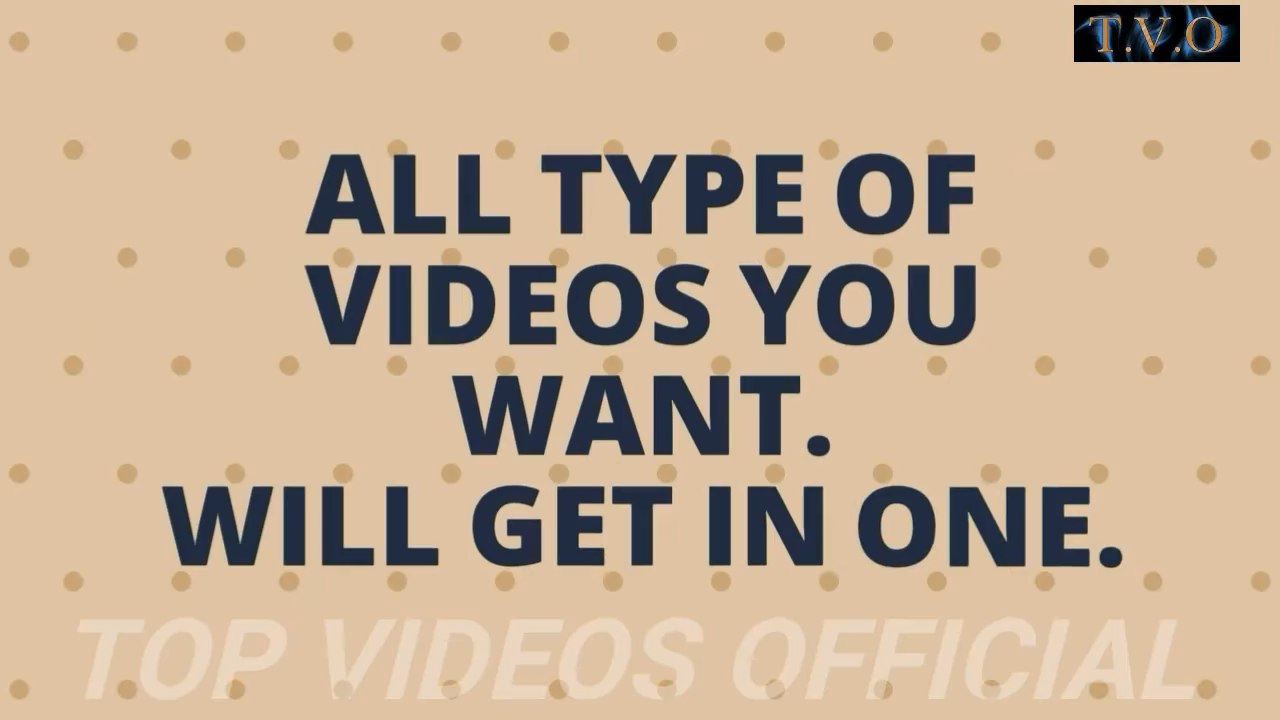 T.V.O
ALL TYPE OF
VIDEOS YOU
WANT.
WILL GET IN ONE.
TOP VIDEOS OFFICIAL